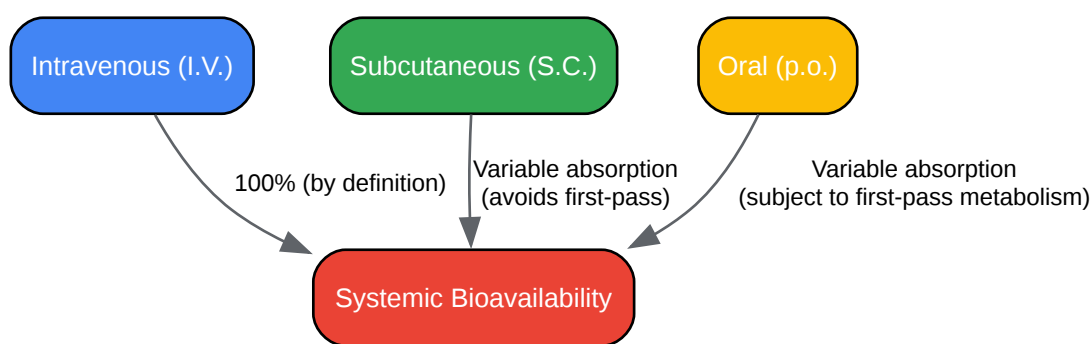 Intravenous (I.V.)
Subcutaneous (S.C.)
Oral (p.o.)
100% (by definition)
Variable absorption
(avoids first-pass)
Variable absorption
(subject to first-pass metabolism)
Systemic Bioavailability